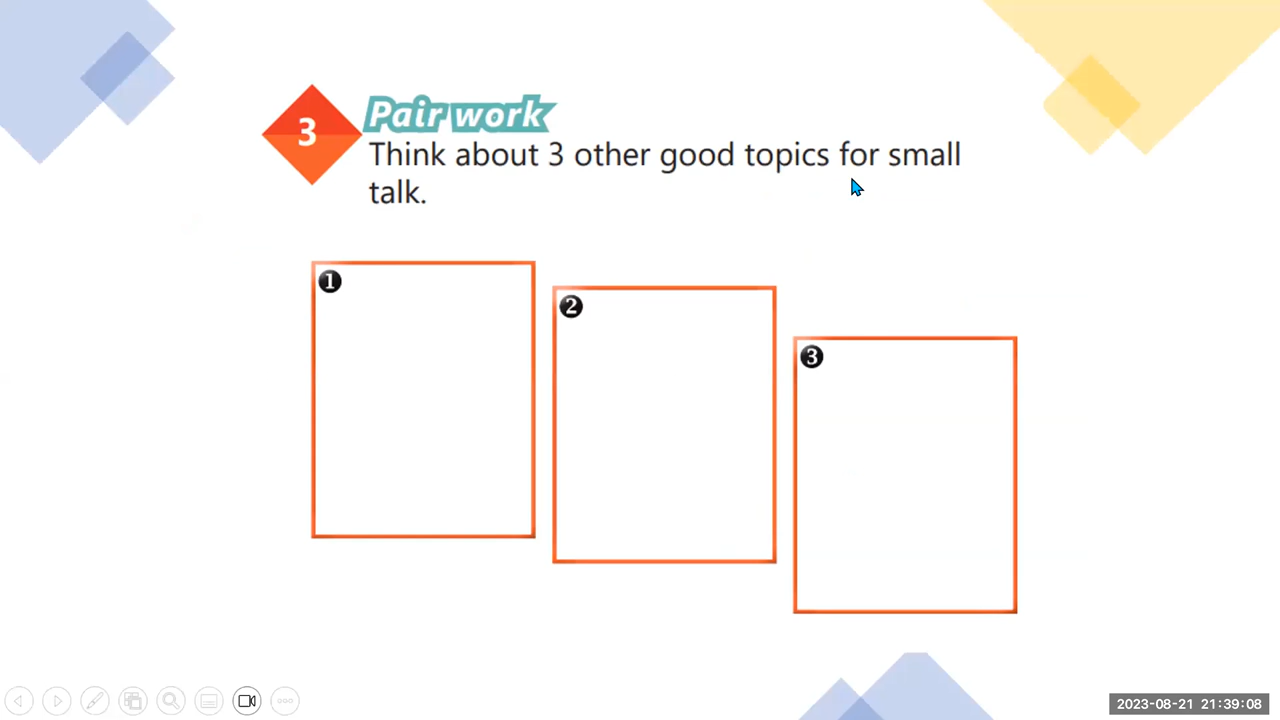 3
Pair work
Think about 3 other good topics for small
talk.
1
2
3
2023-08-21 21:39:08